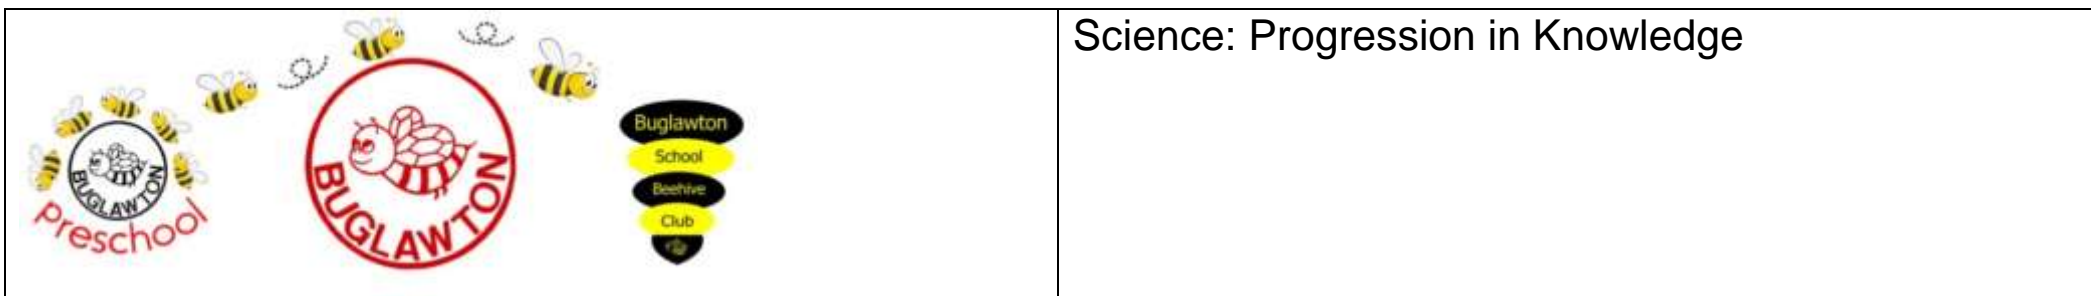 BUGLAWTON
Preschool
BUGLAWTON
Buglawton
School
Beehive
Club
Science: Progression in Knowledge